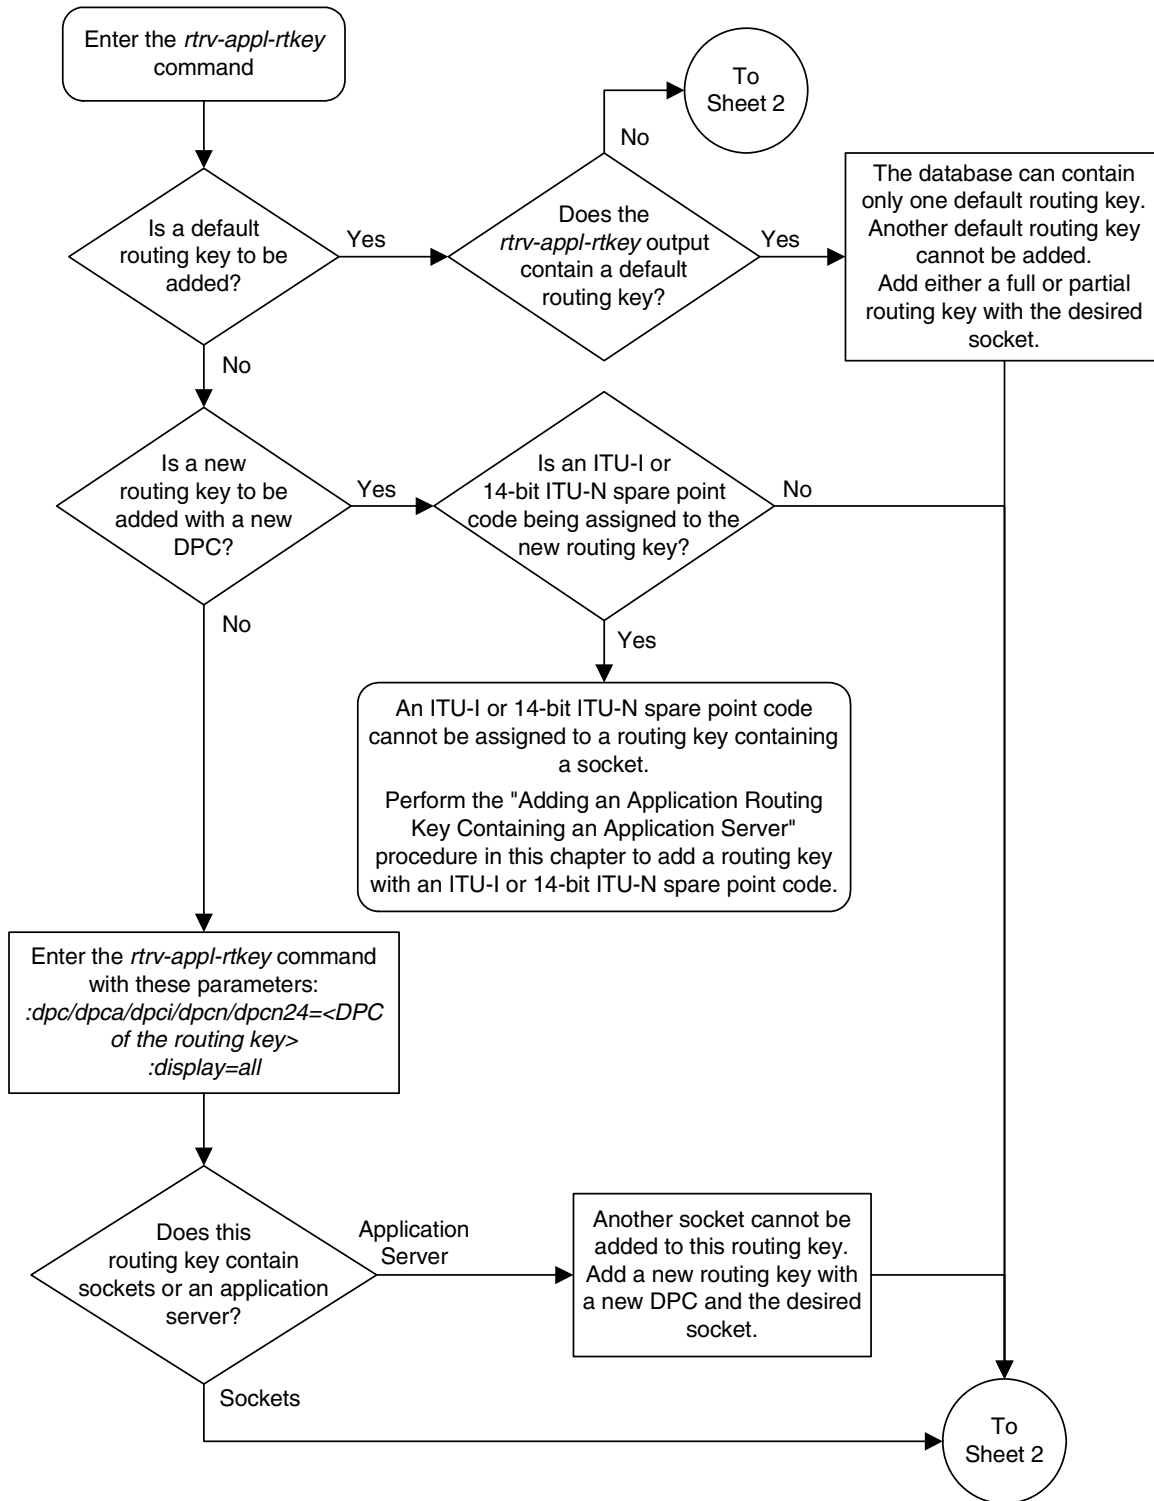 Enter the rtrv-appl-rtkey
command
To
Sheet 2
No
Is a default
routing key to be
added?
Yes
Does the
rtrv-appl-rtkey output
contain a default
routing key?
Yes
The database can contain
only one default routing key.
Another default routing key
cannot be added.
Add either a full or partial
routing key with the desired
socket.
No
Is a new
routing key to be
added with a new
DPC?
Yes
Is an ITU-I or
14-bit ITU-N spare point
code being assigned to the
new routing key?
No
No
Yes
An ITU-I or 14-bit ITU-N spare point code
cannot be assigned to a routing key containing
a socket.
Perform the "Adding an Application Routing
Key Containing an Application Server"
procedure in this chapter to add a routing key
with an ITU-I or 14-bit ITU-N spare point code.
Enter the rtrv-appl-rtkey command
with these parameters:
:dpc/dpca/dpci/dpcn/dpcn24=<DPC
of the routing key>
:display=all
Does this
routing key contain
sockets or an application
server?
Application
Server
Another socket cannot be
added to this routing key.
Add a new routing key with
a new DPC and the desired
socket.
Sockets
To
Sheet 2